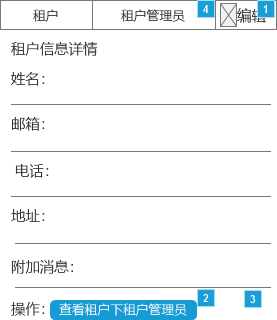 租户 租户管理员 4 编辑 1
租户信息详情
姓名：
邮箱：
电话：
地址：
附加消息：
操作： 查看租户下租户管理员 2 3